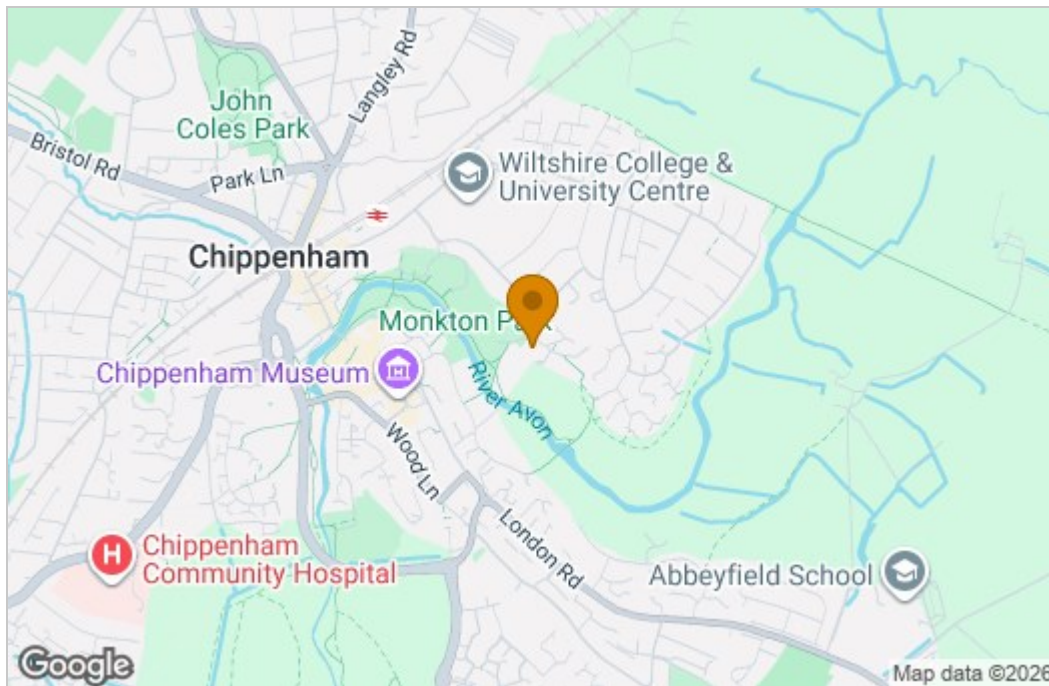 John
Coles Park
Langley Rd
Bristol Rd
Park Ln
Wiltshire College &
University Centre
Chippenham
Monkton Park
Chippenham Museum
River Avon
Wood Ln
London Rd
Chippenham
Community Hospital
Abbeyfield School
Google
Map data ©2026